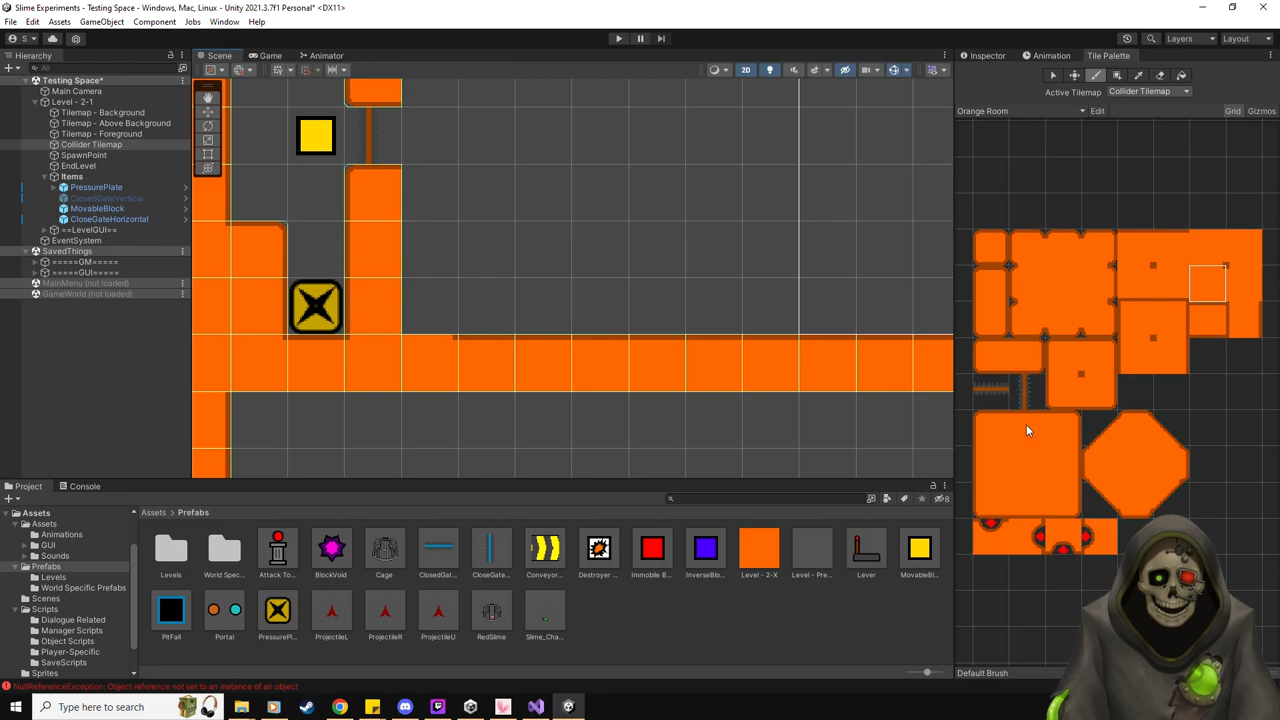 Slime Experiments - Testing Space - Windows, Mac, Linux - Unity 2021.3.7f1 Personal* <DX11>
File Edit Assets GameObject Component Jobs Window Help
S
Layers Layout
Hierarchy
Scene Game Animator
Inspector Animation Tile Palette
All
2D
Testing Space*
Main Camera
Level - 2-1
Tilemap - Background
Tilemap - Above Background
Tilemap - Foreground
Collider Tilemap
SpawnPoint
EndLevel
Items
PressurePlate
ClosedGateVertical
MovableBlock
CloseGateHorizontal
==LevelGUI==
EventSystem
SavedThings
=====GM=====
=====GUI=====
MainMenu (not loaded)
GameWorld (not loaded)
Active Tilemap Collider Tilemap
Orange Room Edit Grid Gizmos
Project Console
8
Assets > Prefabs
Assets
Assets
Animations
GUI
Sounds
Prefabs
Levels
World Specific Prefabs
Scenes
Scripts
Dialogue Related
Manager Scripts
Object Scripts
Player-Specific
SaveScripts
Sprites
Levels World Spec... Attack To... BlockVoid Cage ClosedGat... CloseGate... Conveyor... Destroyer ... Immobile B... InverseBlo... Level - 2-X Level - Pre... Lever MovableBl...
PitFall Portal PressurePl... ProjectileL ProjectileR ProjectileU RedSlime Slime_Cha...
Default Brush
NullReferenceException: Object reference not set to an instance of an object
Type here to search